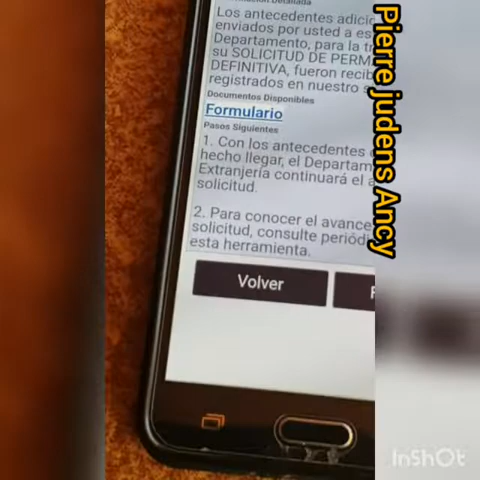 Los antecedentes adici
enviados por usted a es
Departamento, para la
su SOLICITUD DE PERM
DEFINITIVA, fueron recib
registrados en nuestro
Documentos Disponibles
Formulario
Pasos Siguientes
1. Con los antecedentes
hecho llegar, el Departam
Extranjería continuará el
solicitud.
2. Para conocer el avance
solicitud, consulte periód
esta herramienta.
Volver
Pierre judens Ancy
InShOt